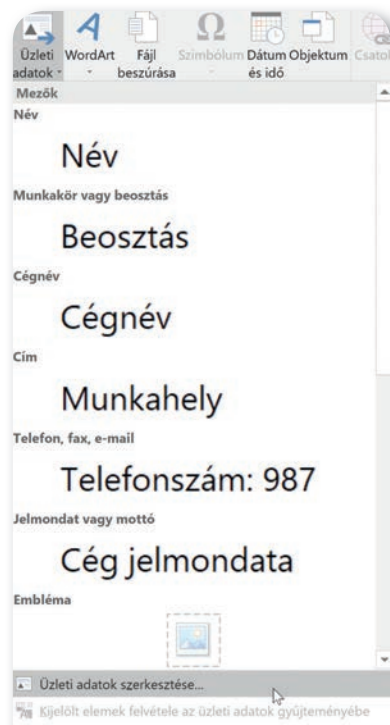 Üzleti adatok WordArt Fájl beszúrása Szimbólum Dátum és idő Objektum Csatol
Mezők
Név
Név
Munkakör vagy beosztás
Beosztás
Cégnév
Cégnév
Cím
Munkahely
Telefon, fax, e-mail
Telefonszám: 987
Jelmondat vagy mottó
Cég jelmondata
Embléma
Üzleti adatok szerkesztése...
Kijelölt elemek felvétele az üzleti adatok gyűjteményébe